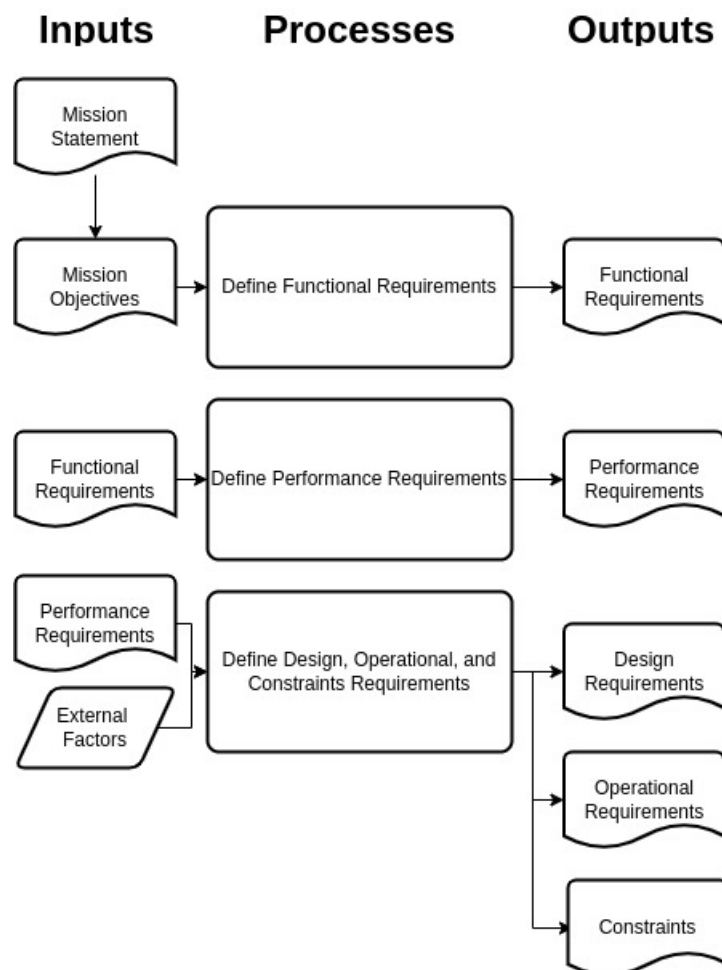 Inputs
Processes
Outputs
Mission
Statement
Mission
Objectives
Define Functional Requirements
Functional
Requirements
Functional
Requirements
Define Performance Requirements
Performance
Requirements
Performance
Requirements
External
Factors
Define Design, Operational, and
Constraints Requirements
Design
Requirements
Operational
Requirements
Constraints